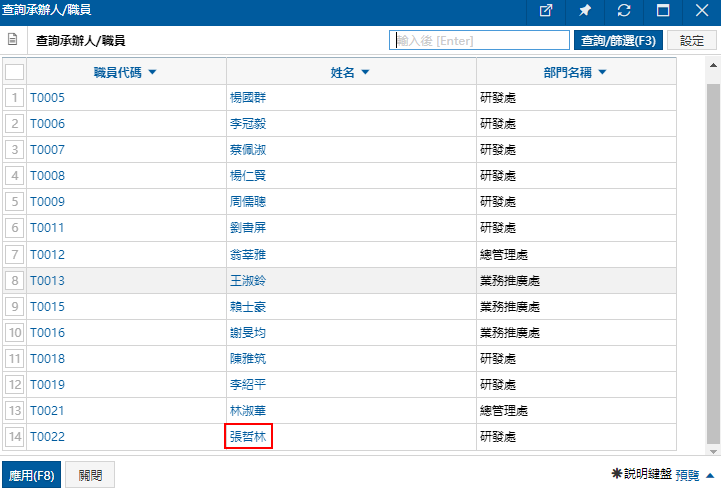 查詢承辦人/職員
查詢承辦人/職員 輸入後 [Enter] 查詢/篩選(F3) 設定
職員代碼 ▼ 姓名 ▼ 部門名稱 ▼
1 T0005 楊國群 研發處
2 T0006 李冠毅 研發處
3 T0007 蔡佩淑 研發處
4 T0008 楊仁賢 研發處
5 T0009 周儒聰 研發處
6 T0011 劉書屏 研發處
7 T0012 翁莘雅 總管理處
8 T0013 王淑鈴 業務推廣處
9 T0015 賴士豪 業務推廣處
10 T0016 謝旻均 業務推廣處
11 T0018 陳雅筑 研發處
12 T0019 李紹平 研發處
13 T0021 林淑華 總管理處
14 T0022 張哲林 研發處
應用(F8) 關閉 ✱説明鍵盤 預覽 ▲